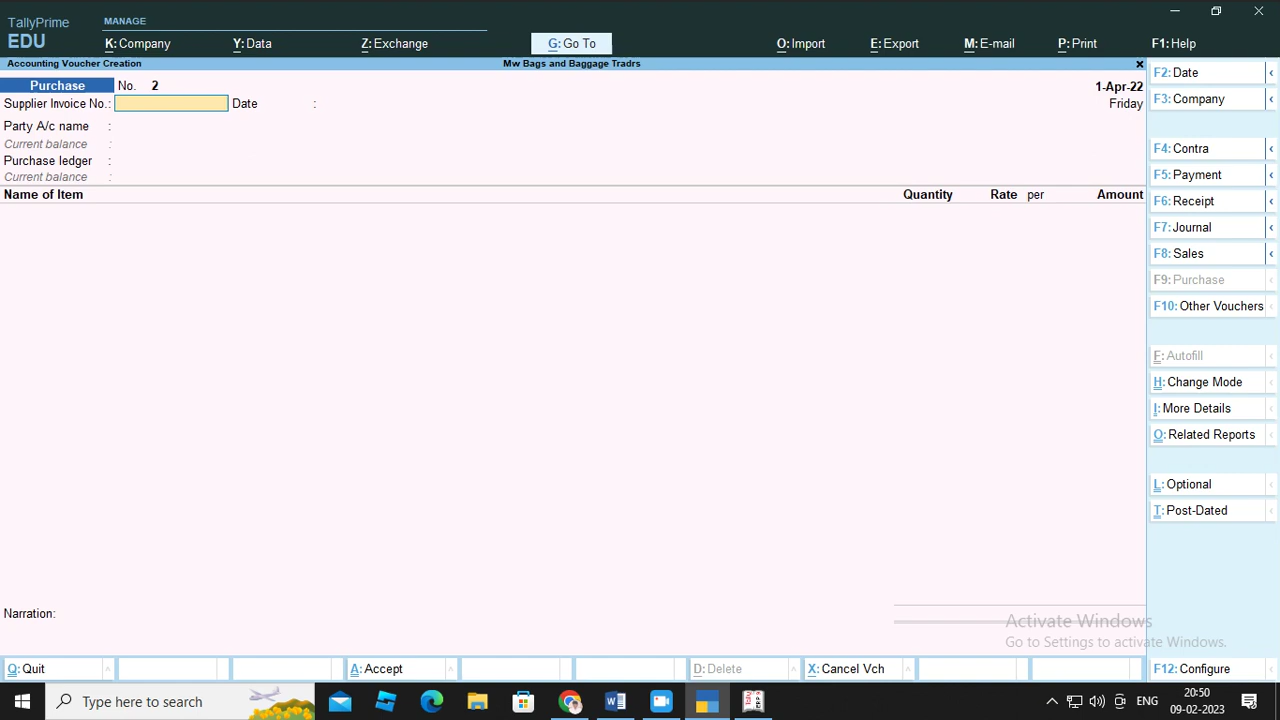 TallyPrime
EDU
MANAGE
K: Company
Y: Data
Z: Exchange
G: Go To
O: Import
E: Export
M: E-mail
P: Print
F1: Help
Accounting Voucher Creation
Mw Bags and Baggage Tradrs
×
Purchase No. 2
1-Apr-22
Supplier Invoice No.: Date :
Friday
Party A/c name :
Current balance :
Purchase ledger :
Current balance :
Name of Item Quantity Rate per Amount
F2: Date
F3: Company
F4: Contra
F5: Payment
F6: Receipt
F7: Journal
F8: Sales
F9: Purchase
F10: Other Vouchers
F: Autofill
H: Change Mode
I: More Details
O: Related Reports
L: Optional
T: Post-Dated
Narration:
Activate Windows
Go to Settings to activate Windows.
Q: Quit
A: Accept
D: Delete
X: Cancel Vch
F12: Configure
Type here to search
ENG
20:50
09-02-2023